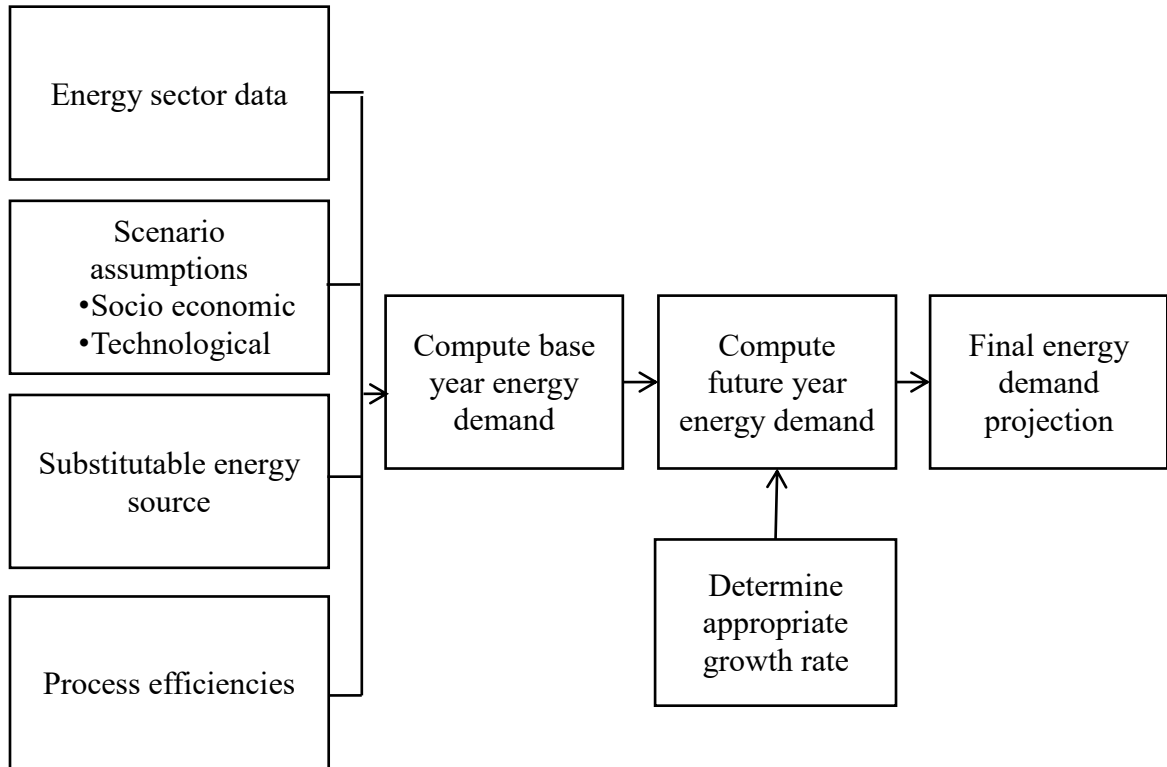 Energy sector data
Scenario
assumptions
•Socio economic
•Technological
Substitutable energy
source
Process efficiencies
Compute base
year energy
demand
Compute
future year
energy demand
Final energy
demand
projection
Determine
appropriate
growth rate